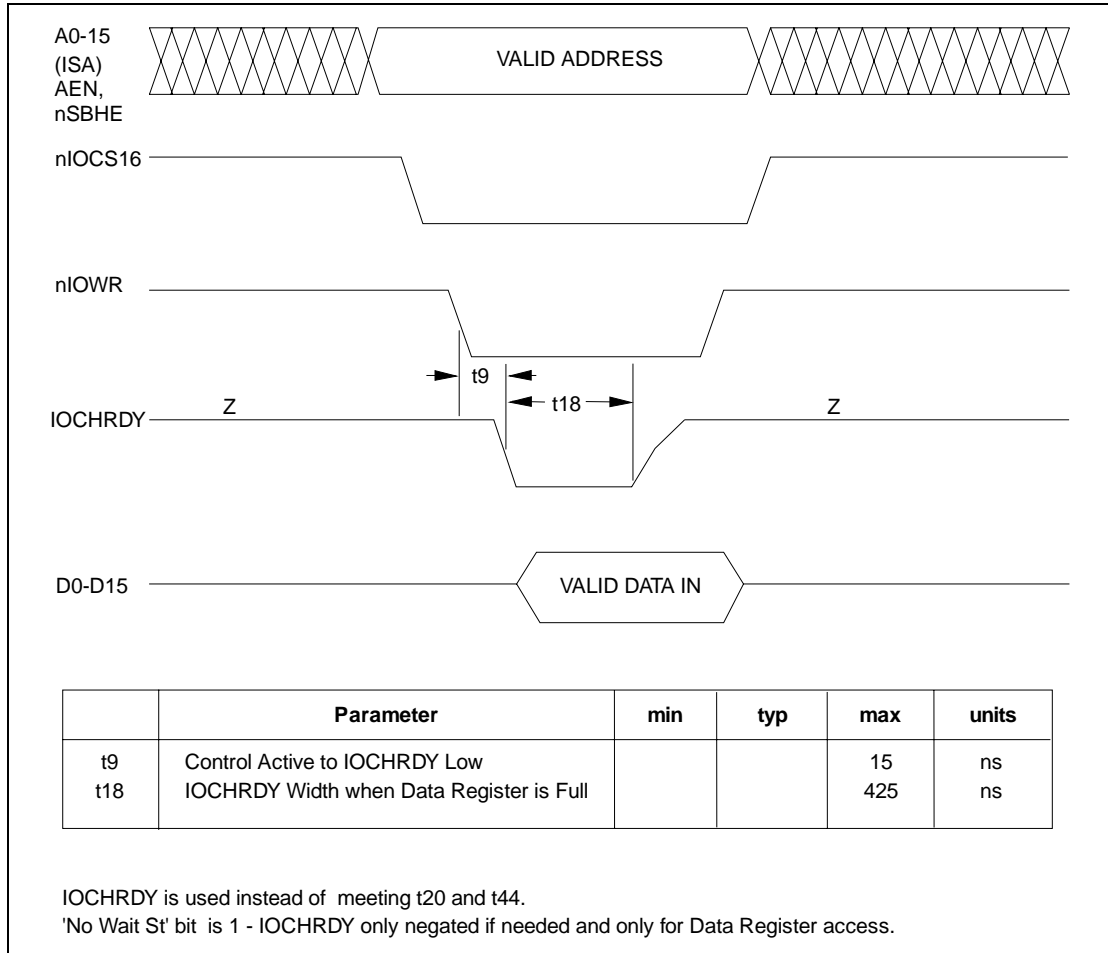 A0-15
(ISA)
AEN,
nSBHE
VALID ADDRESS
nIOCS16
nIOWR
t9
t18
IOCHRDY
Z
Z
D0-D15
VALID DATA IN
Parameter min typ max units
t9 Control Active to IOCHRDY Low 15 ns
t18 IOCHRDY Width when Data Register is Full 425 ns
IOCHRDY is used instead of meeting t20 and t44.
'No Wait St' bit is 1 - IOCHRDY only negated if needed and only for Data Register access.